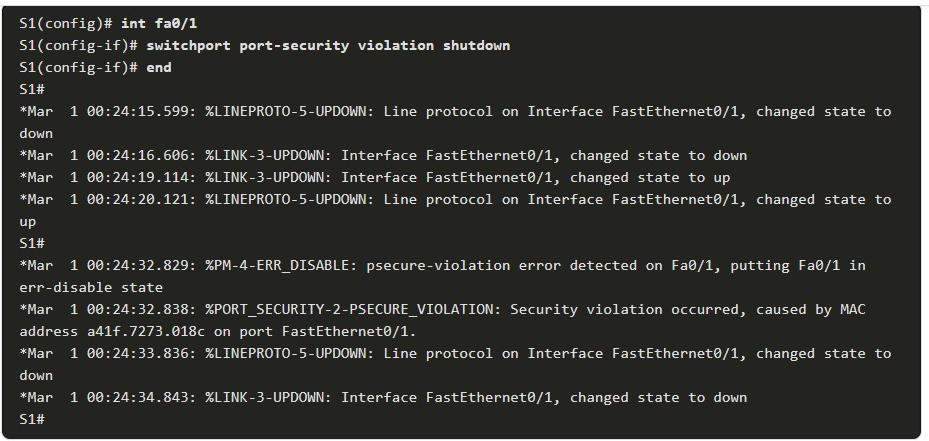 S1(config)# int fa0/1
S1(config-if)# switchport port-security violation shutdown
S1(config-if)# end
S1#
*Mar  1 00:24:15.599: %LINEPROTO-5-UPDOWN: Line protocol on Interface FastEthernet0/1, changed state to
down
*Mar  1 00:24:16.606: %LINK-3-UPDOWN: Interface FastEthernet0/1, changed state to down
*Mar  1 00:24:19.114: %LINK-3-UPDOWN: Interface FastEthernet0/1, changed state to up
*Mar  1 00:24:20.121: %LINEPROTO-5-UPDOWN: Line protocol on Interface FastEthernet0/1, changed state to
up
S1#
*Mar  1 00:24:32.829: %PM-4-ERR_DISABLE: psecure-violation error detected on Fa0/1, putting Fa0/1 in
err-disable state
*Mar  1 00:24:32.838: %PORT_SECURITY-2-PSECURE_VIOLATION: Security violation occurred, caused by MAC
address a41f.7273.018c on port FastEthernet0/1.
*Mar  1 00:24:33.836: %LINEPROTO-5-UPDOWN: Line protocol on Interface FastEthernet0/1, changed state to
down
*Mar  1 00:24:34.843: %LINK-3-UPDOWN: Interface FastEthernet0/1, changed state to down
S1#